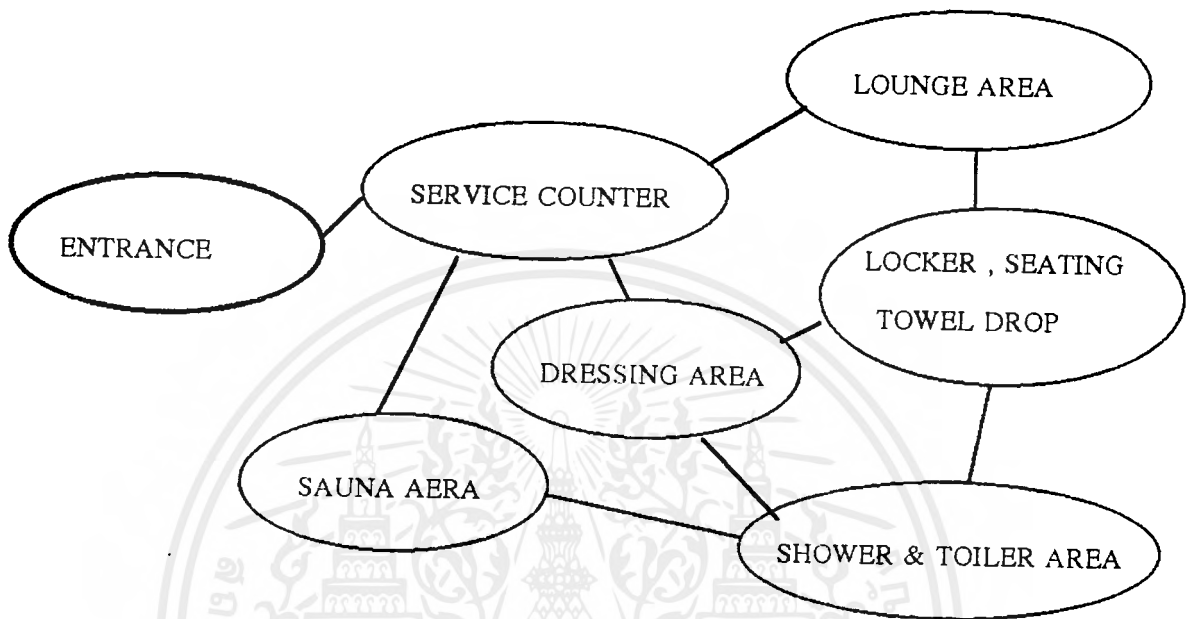 LOUNGE AREA
SERVICE COUNTER
ENTRANCE
LOCKER , SEATING
TOWEL DROP
DRESSING AREA
SAUNA AERA
SHOWER & TOILER AREA